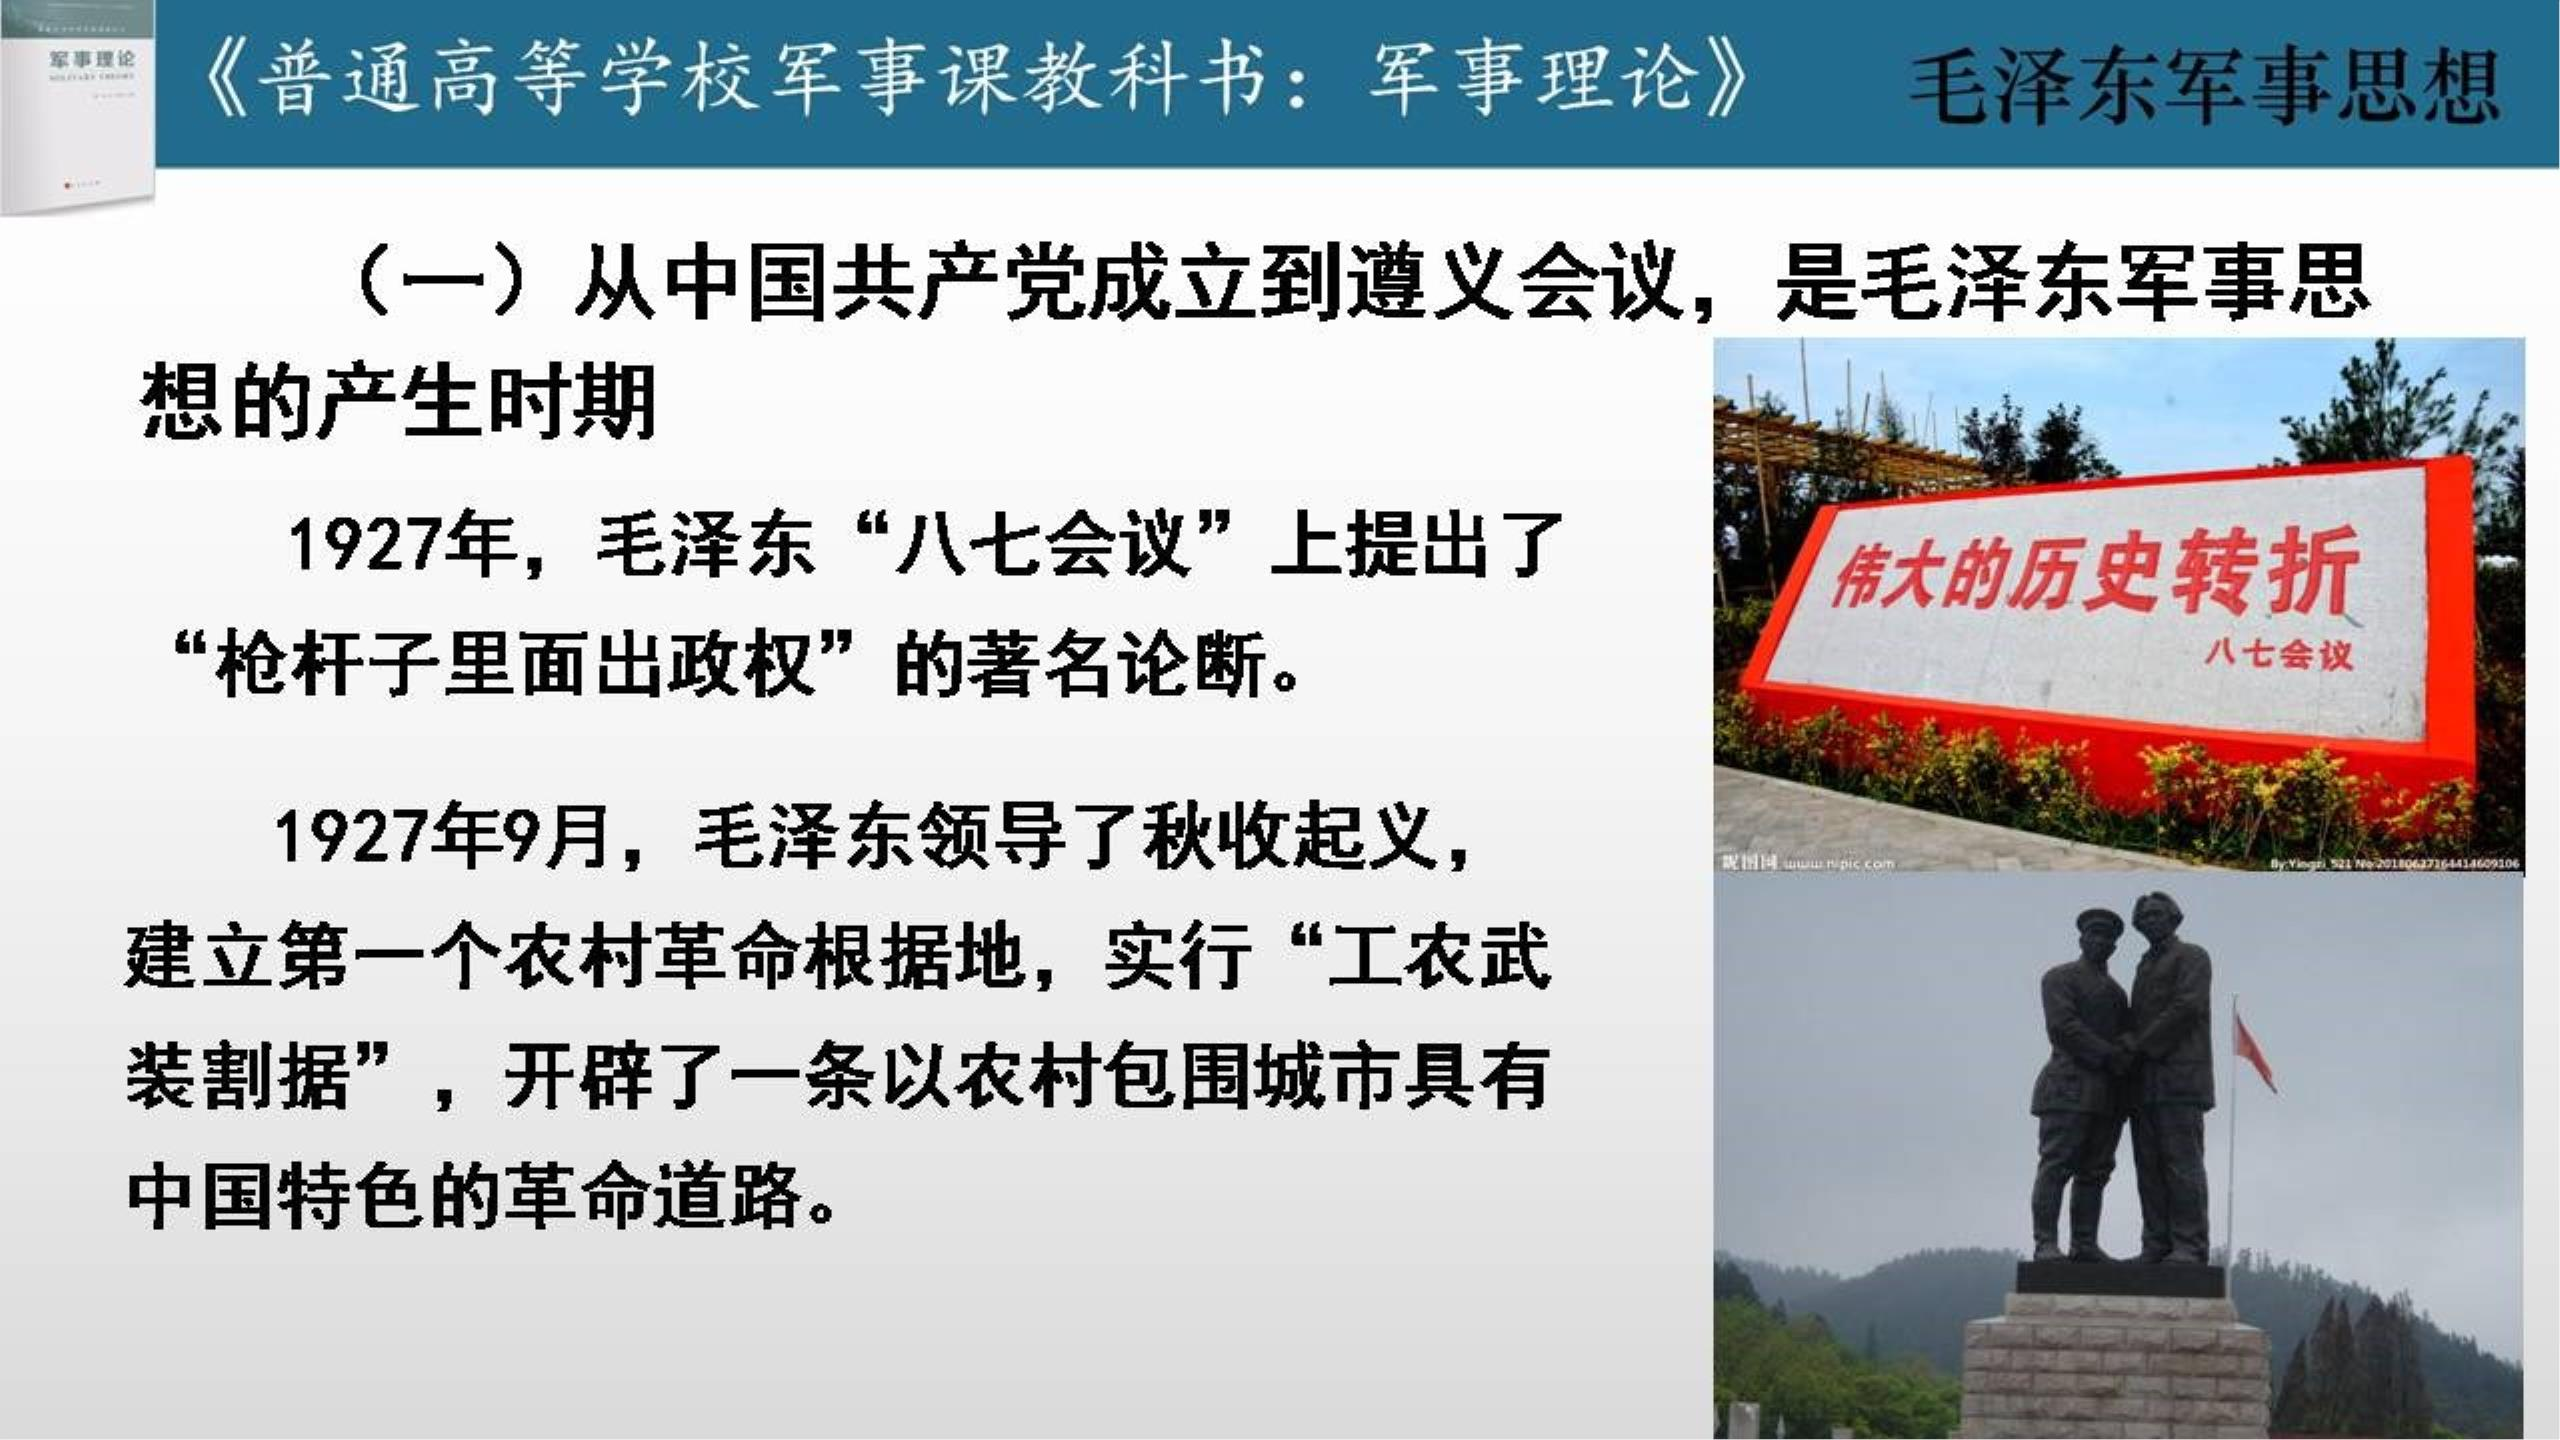 军事理论
MILITARY THEORY
《普通高等学校军事课教科书：军事理论》
毛泽东军事思想
（一）从中国共产党成立到遵义会议，是毛泽东军事思
想的产生时期
1927年，毛泽东“八七会议”上提出了
“枪杆子里面出政权”的著名论断。
1927年9月，毛泽东领导了秋收起义，
建立第一个农村革命根据地，实行“工农武
装割据”，开辟了一条以农村包围城市具有
中国特色的革命道路。
伟大的历史转折
八七会议
昵图网 www.nipic.com